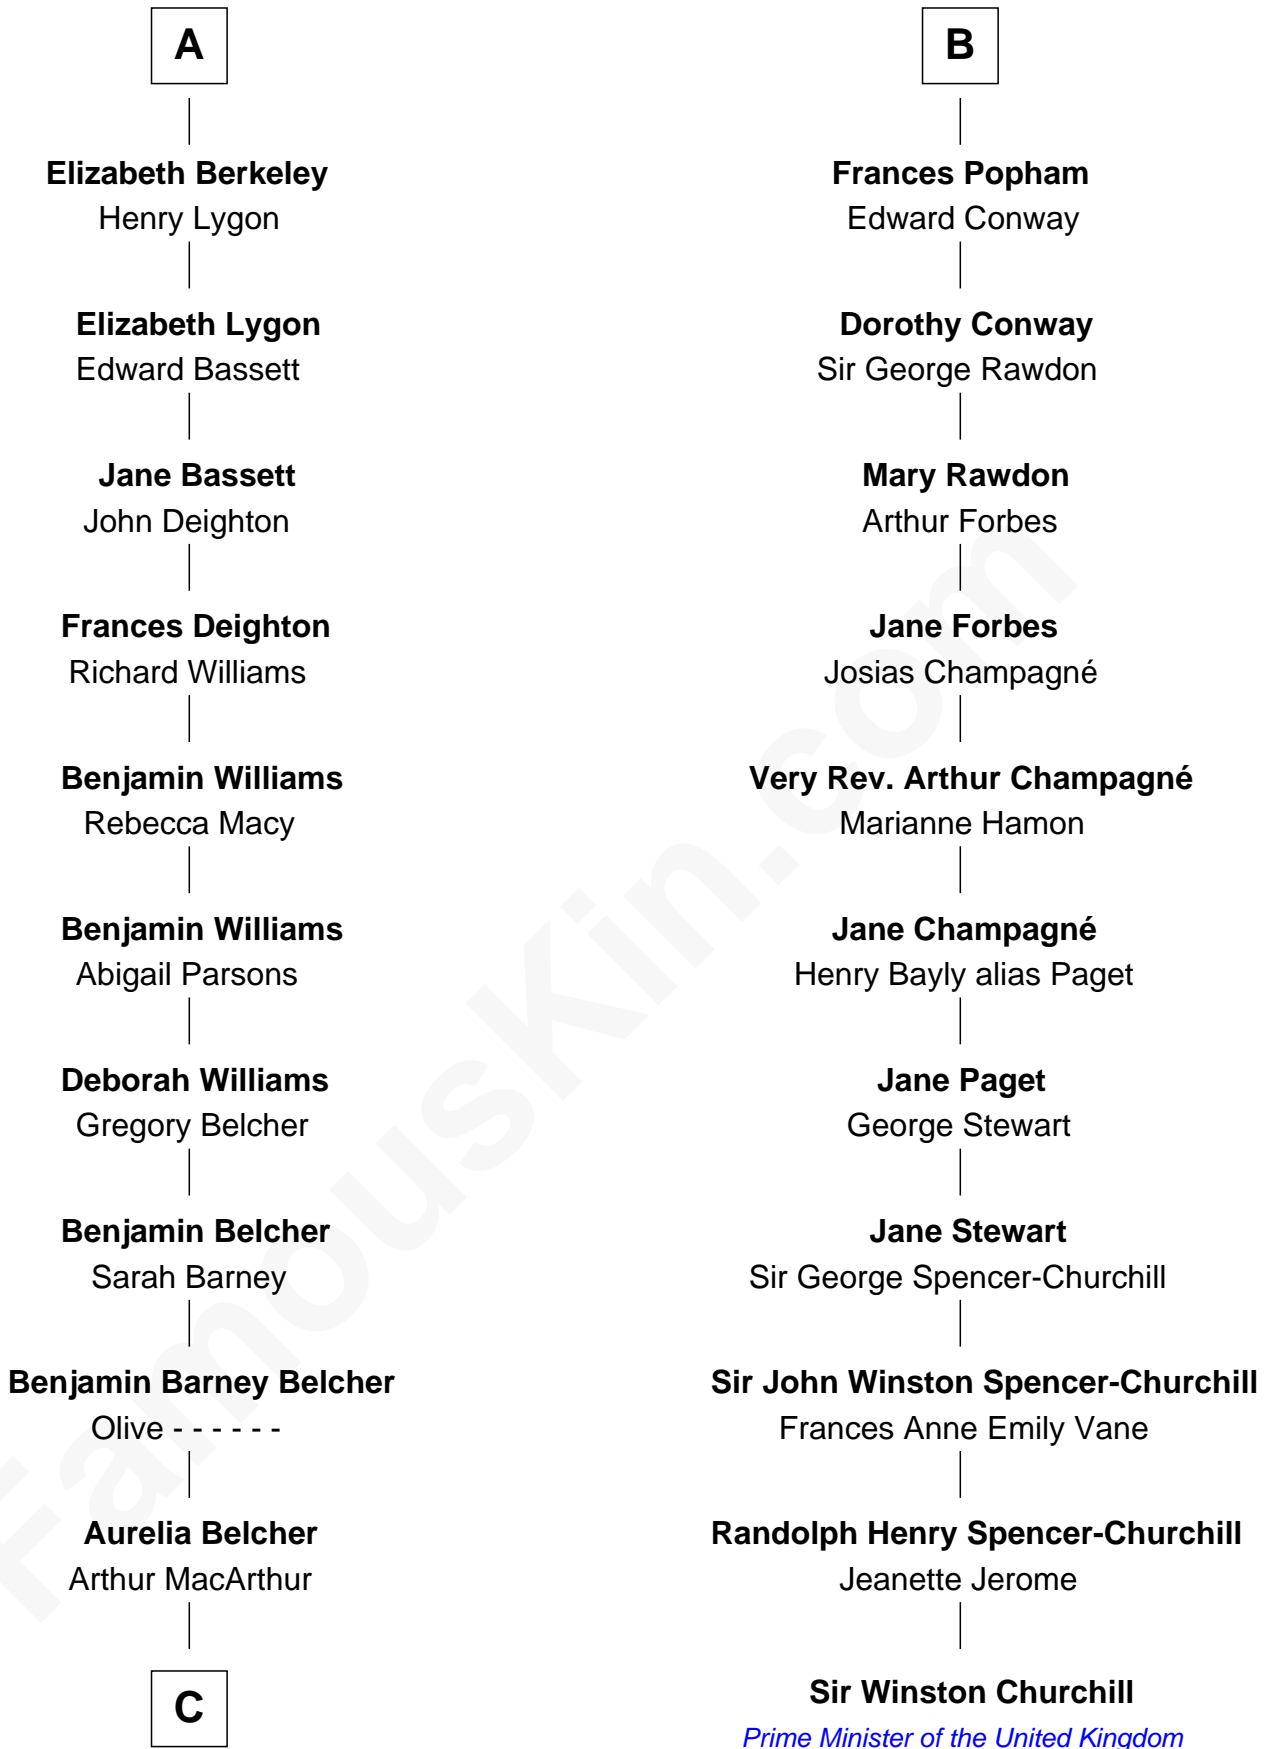 A
Elizabeth Berkeley
Henry Lygon
Elizabeth Lygon
Edward Bassett
Jane Bassett
John Deighton
Frances Deighton
Richard Williams
Benjamin Williams
Rebecca Macy
Benjamin Williams
Abigail Parsons
Deborah Williams
Gregory Belcher
Benjamin Belcher
Sarah Barney
Benjamin Barney Belcher
Olive - - - - - -
Aurelia Belcher
Arthur MacArthur
C
B
Frances Popham
Edward Conway
Dorothy Conway
Sir George Rawdon
Mary Rawdon
Arthur Forbes
Jane Forbes
Josias Champagné
Very Rev. Arthur Champagné
Marianne Hamon
Jane Champagné
Henry Bayly alias Paget
Jane Paget
George Stewart
Jane Stewart
Sir George Spencer-Churchill
Sir John Winston Spencer-Churchill
Frances Anne Emily Vane
Randolph Henry Spencer-Churchill
Jeanette Jerome
Sir Winston Churchill
Prime Minister of the United Kingdom
FamousKin.com